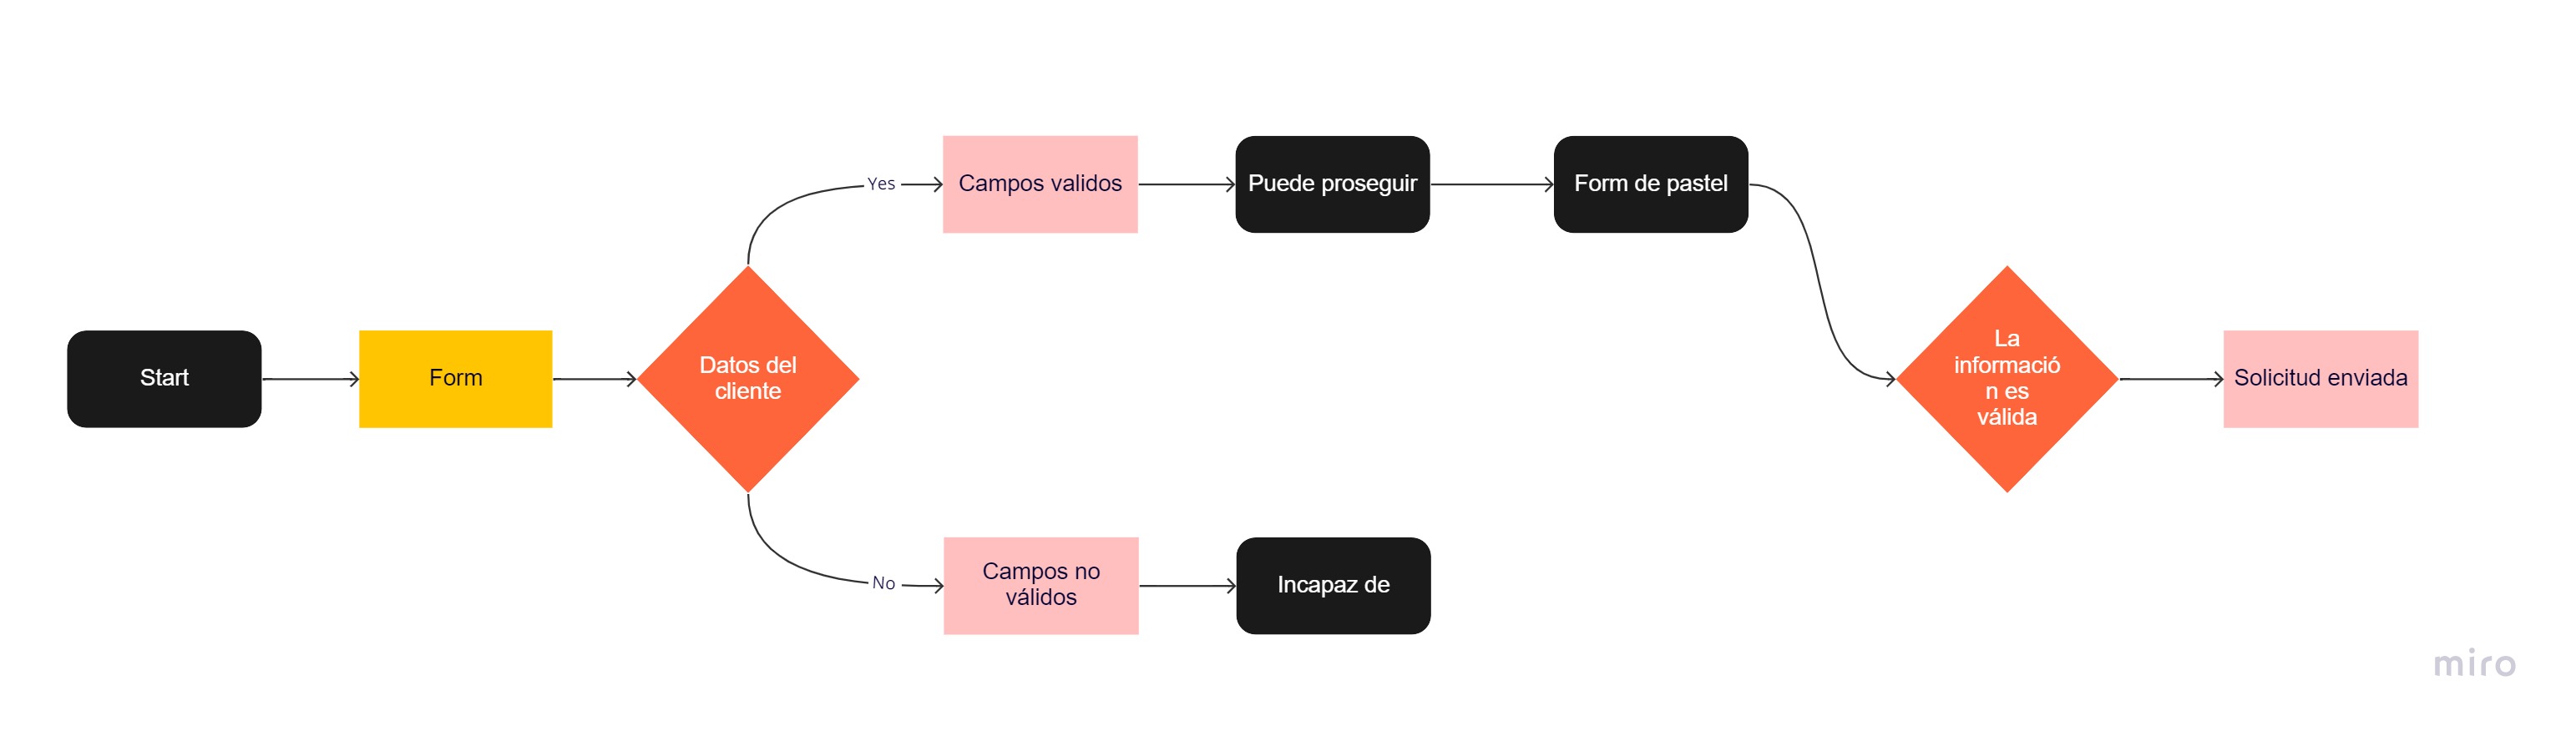 Start
Form
Datos del
cliente
Yes
Campos validos
Puede proseguir
Form de pastel
No
Campos no
válidos
Incapaz de
La
informació
n es
válida
Solicitud enviada
miro